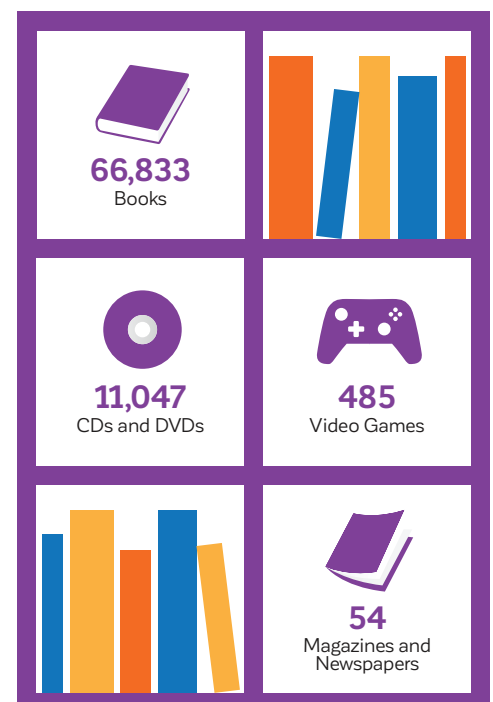 66,833
Books
11,047
CDs and DVDs
485
Video Games
54
Magazines and
Newspapers